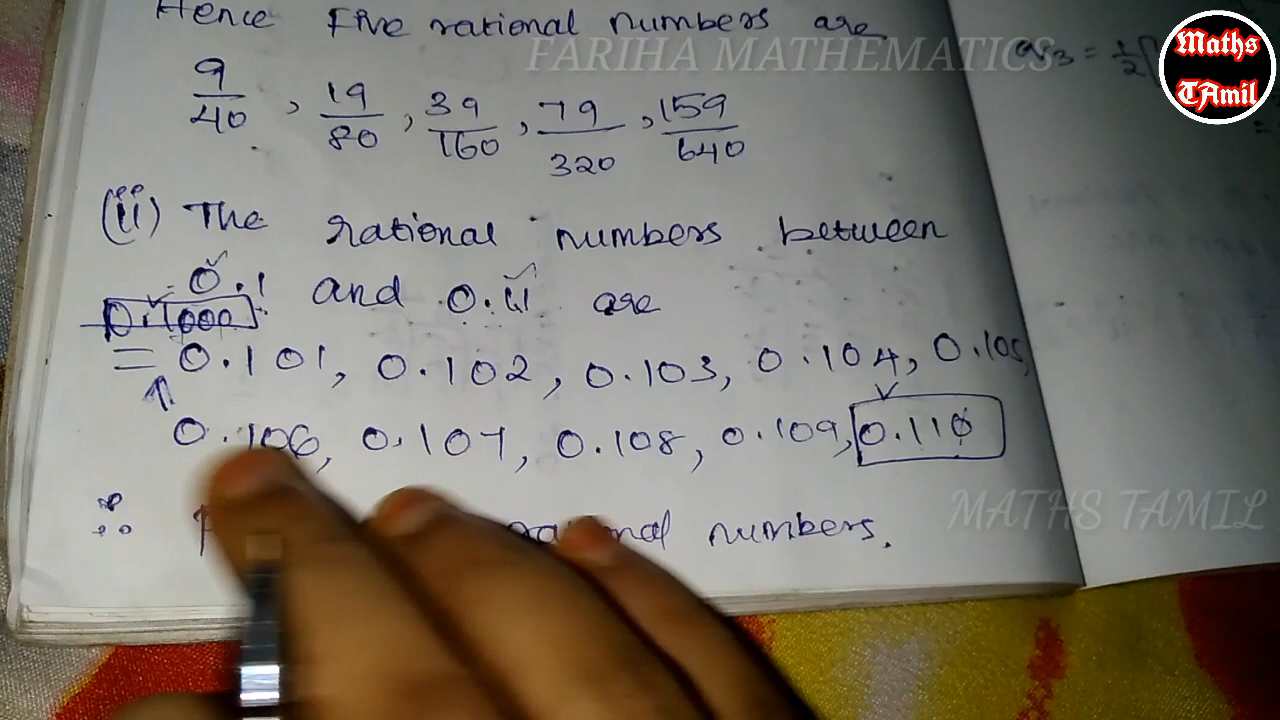 Hence Five rational numbers are
FARIHA MATHEMATICS
Maths
TAmil
9/40, 19/80, 39/160, 79/320, 159/640
(ii) The rational numbers between
0.1 and 0.11 are
0.1000
= 0.101, 0.102, 0.103, 0.104, 0.105,
0.106, 0.107, 0.108, 0.109, 0.110
∴ numbers.
MATHS TAMIL